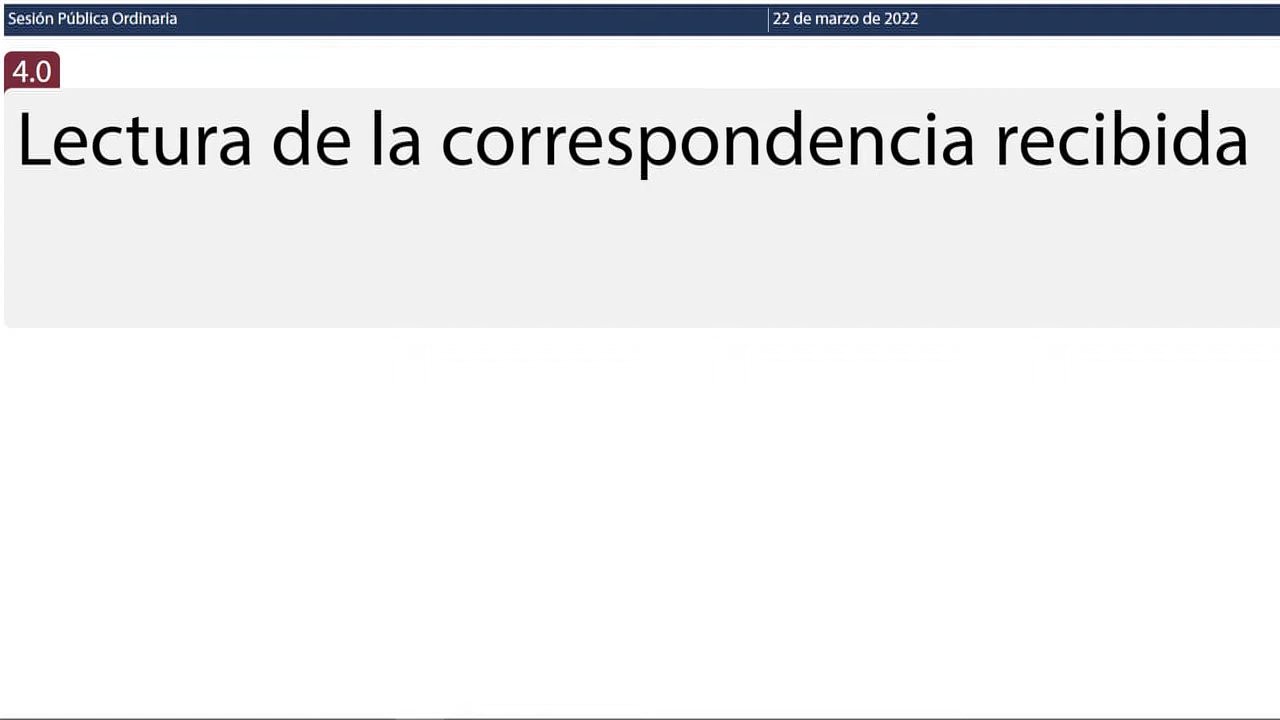 Sesión Pública Ordinaria
22 de marzo de 2022
4.0
Lectura de la correspondencia recibida